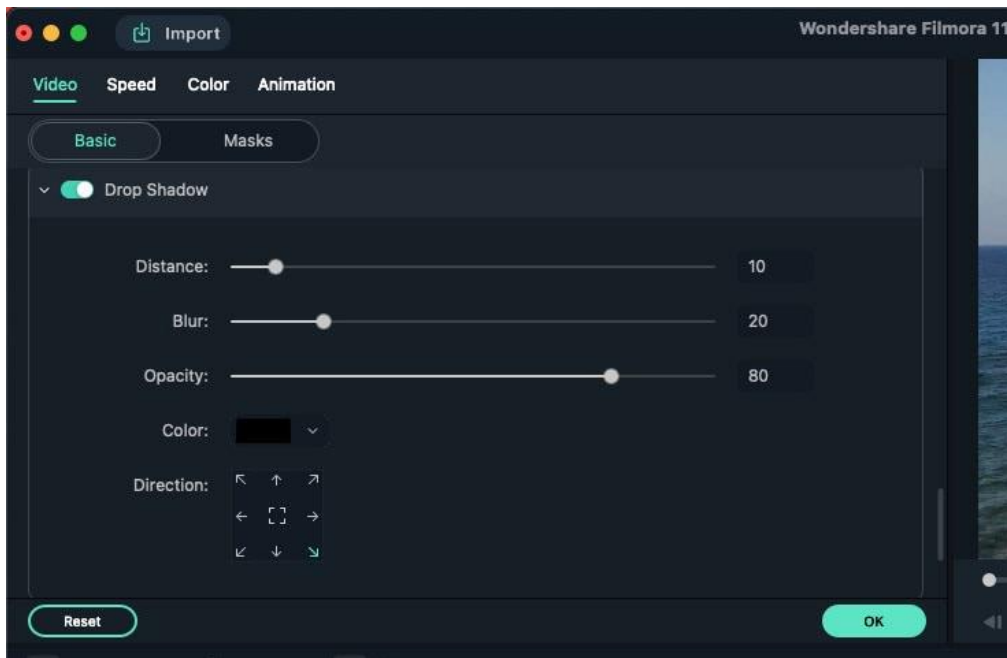 Import
Wondershare Filmora 11
Video Speed Color Animation
Basic Masks
Drop Shadow
Distance: 10
Blur: 20
Opacity: 80
Color:
Direction:
Reset OK